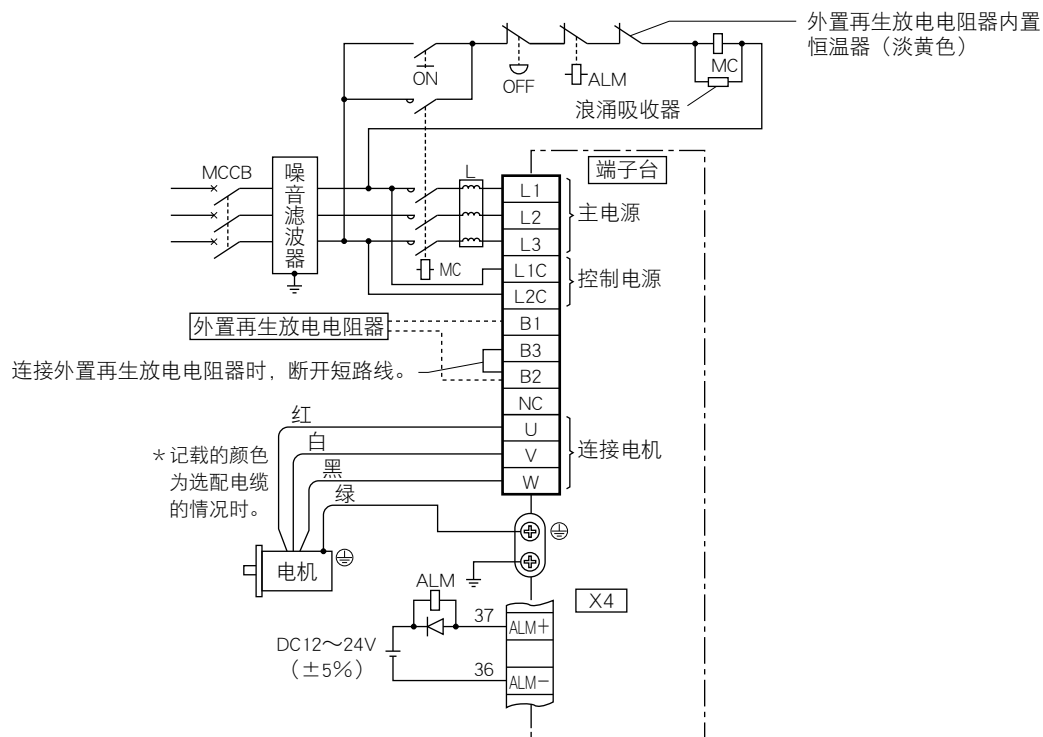 外置再生放电电阻器内置
恒温器（淡黄色）
ON
OFF
ALM
MC
浪涌吸收器
MCCB
噪音滤波器
L
端子台
L1
L2
L3
主电源
MC
L1C
L2C
控制电源
外置再生放电电阻器
B1
B3
连接外置再生放电电阻器时，断开短路线。
B2
NC
红
U
白
V
连接电机
黑
W
绿
＊记载的颜色
为选配电缆
的情况时。
电机
ALM
X4
37
ALM＋
DC12～24V
（±5％）
36
ALM－